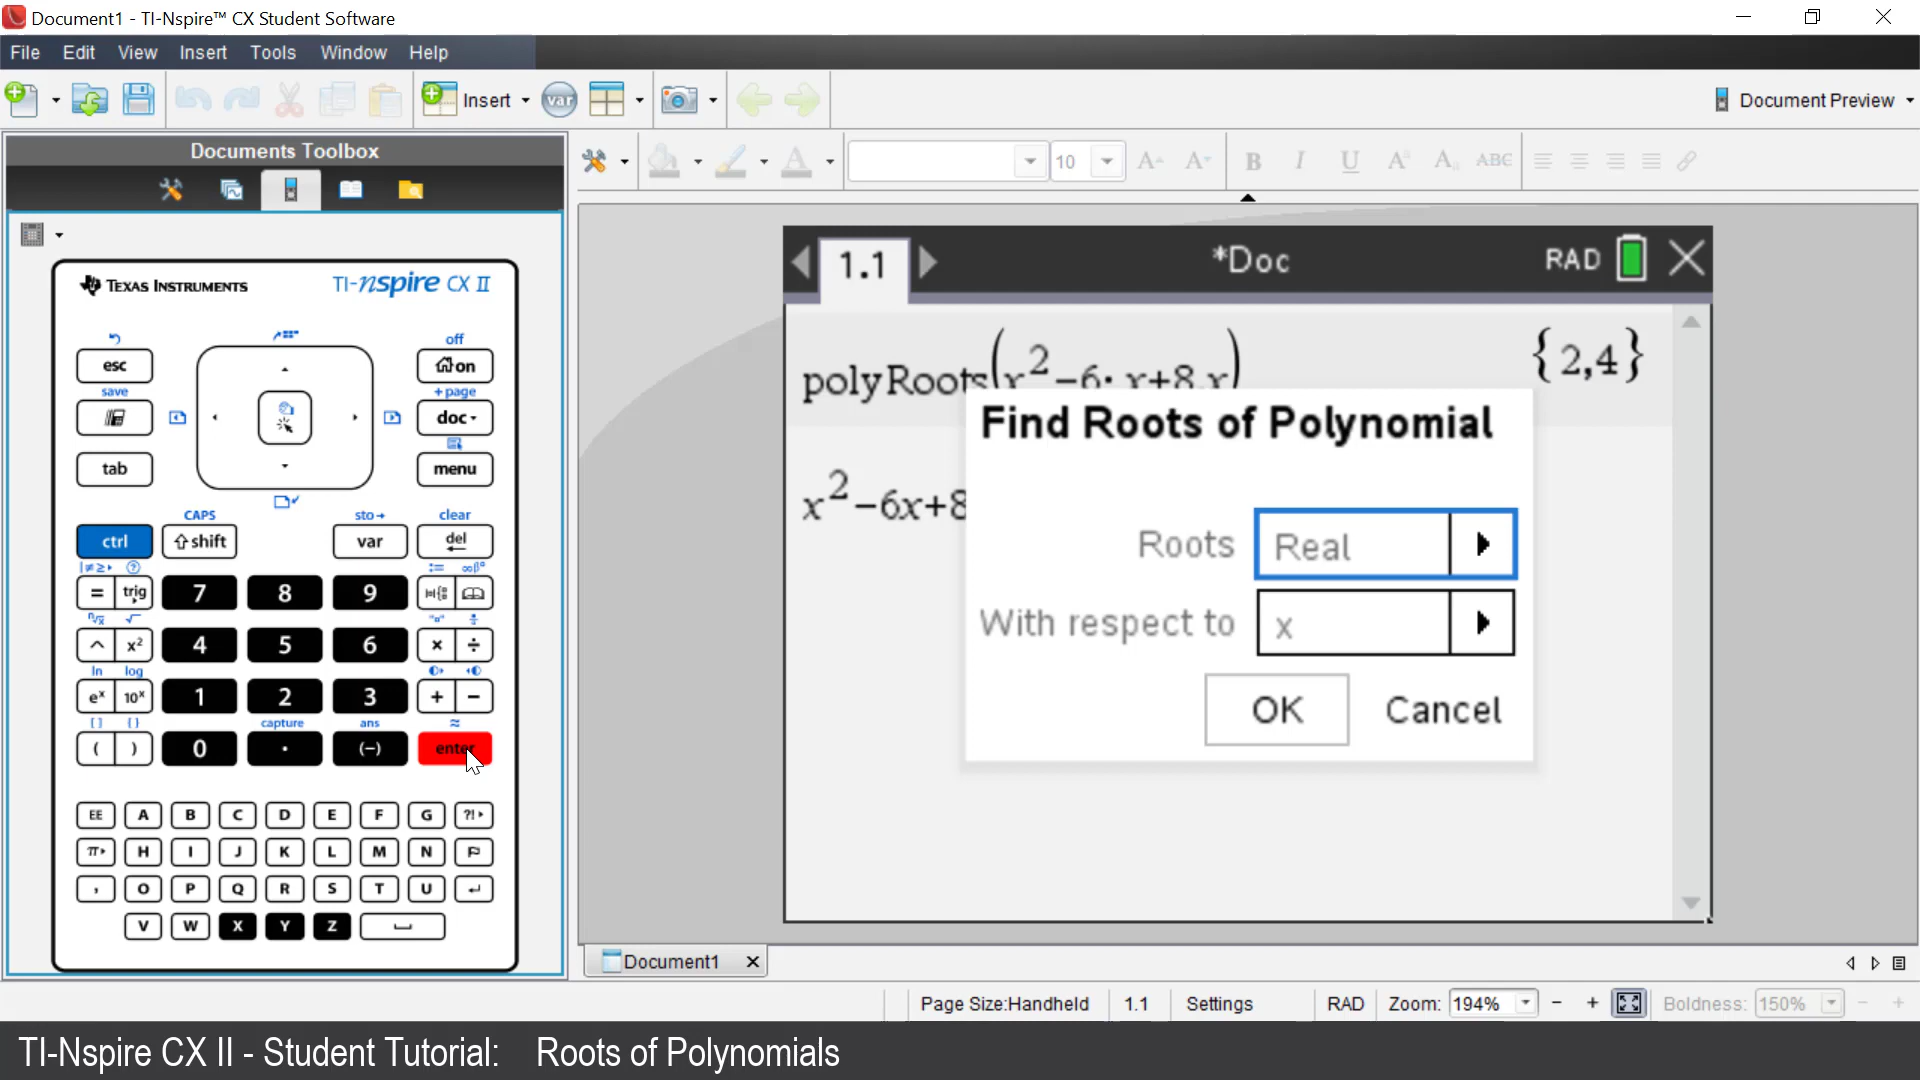 Document1 - TI-Nspire™ CX Student Software
File Edit View Insert Tools Window Help
Insert var Document Preview
Documents Toolbox
10 A A B I U A A ABC
TEXAS INSTRUMENTS TI-nspire CX II
off
esc on
save + page
doc
tab menu
CAPS sto→ clear
ctrl shift var del
= trig 7 8 9
^ x² 4 5 6 × ÷
ln log
eˣ 10ˣ 1 2 3 + −
[ ] { } capture ans ≈
( ) 0 . (−) enter
EE A B C D E F G ?!▸
π▸ H I J K L M N
, O P Q R S T U
V W X Y Z
1.1 *Doc RAD
polyRoots(x²−6·x+8,x) {2,4}
x²−6x+8
Find Roots of Polynomial
Roots Real
With respect to x
OK Cancel
Document1
Page Size:Handheld 1.1 Settings RAD Zoom: 194% − + Boldness: 150% − +
TI-Nspire CX II - Student Tutorial: Roots of Polynomials